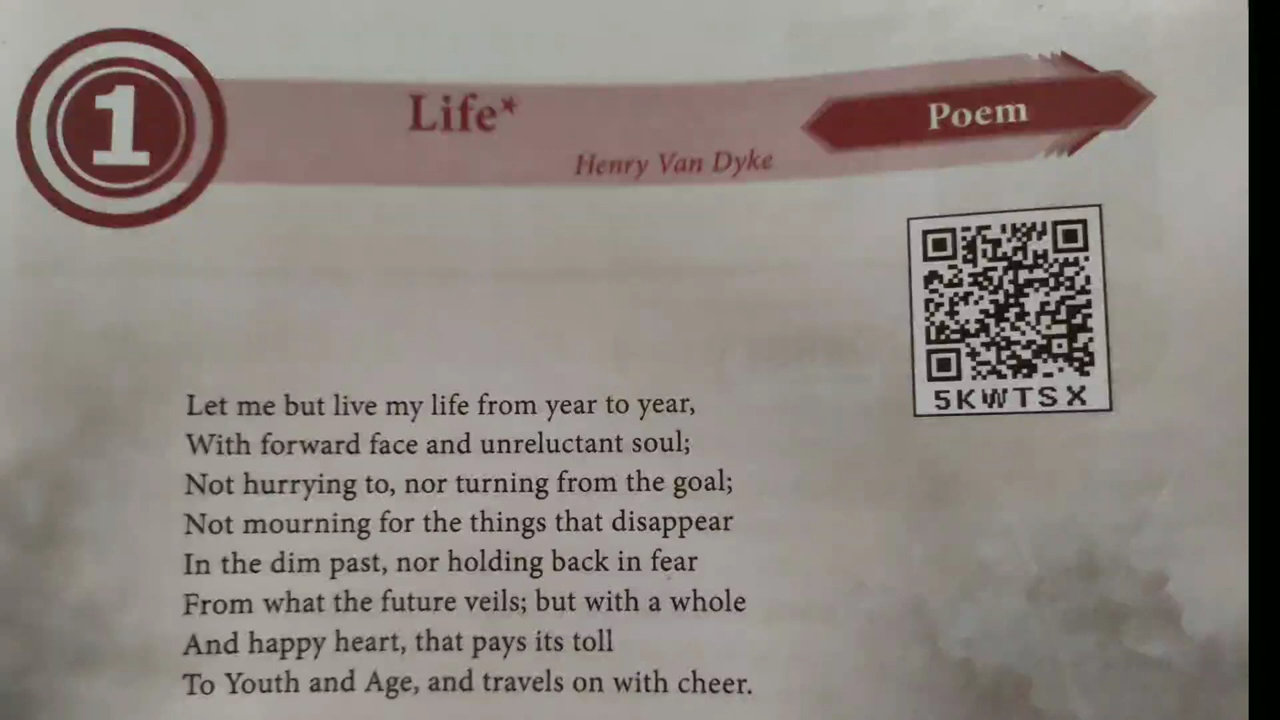 1
Life*
Poem
Henry Van Dyke
5KWTSX
Let me but live my life from year to year,
With forward face and unreluctant soul;
Not hurrying to, nor turning from the goal;
Not mourning for the things that disappear
In the dim past, nor holding back in fear
From what the future veils; but with a whole
And happy heart, that pays its toll
To Youth and Age, and travels on with cheer.